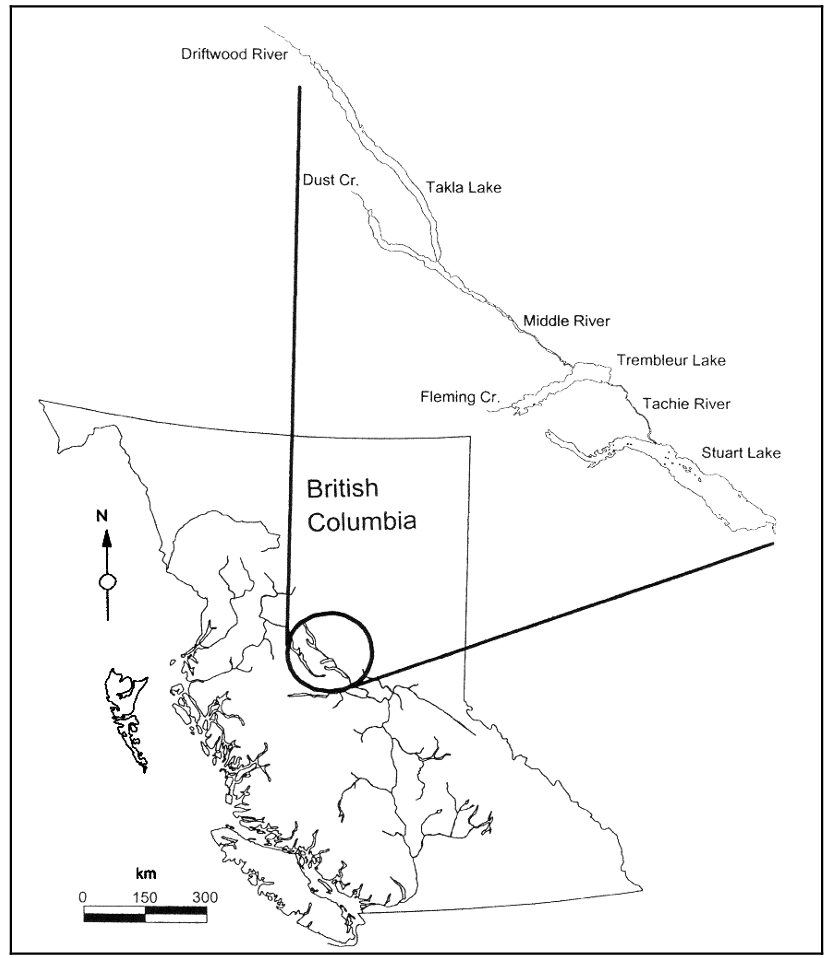 Driftwood River
Dust Cr.
Takla Lake
Middle River
Trembleur Lake
Fleming Cr.
Tachie River
Stuart Lake
British
Columbia
N
km
0 150 300